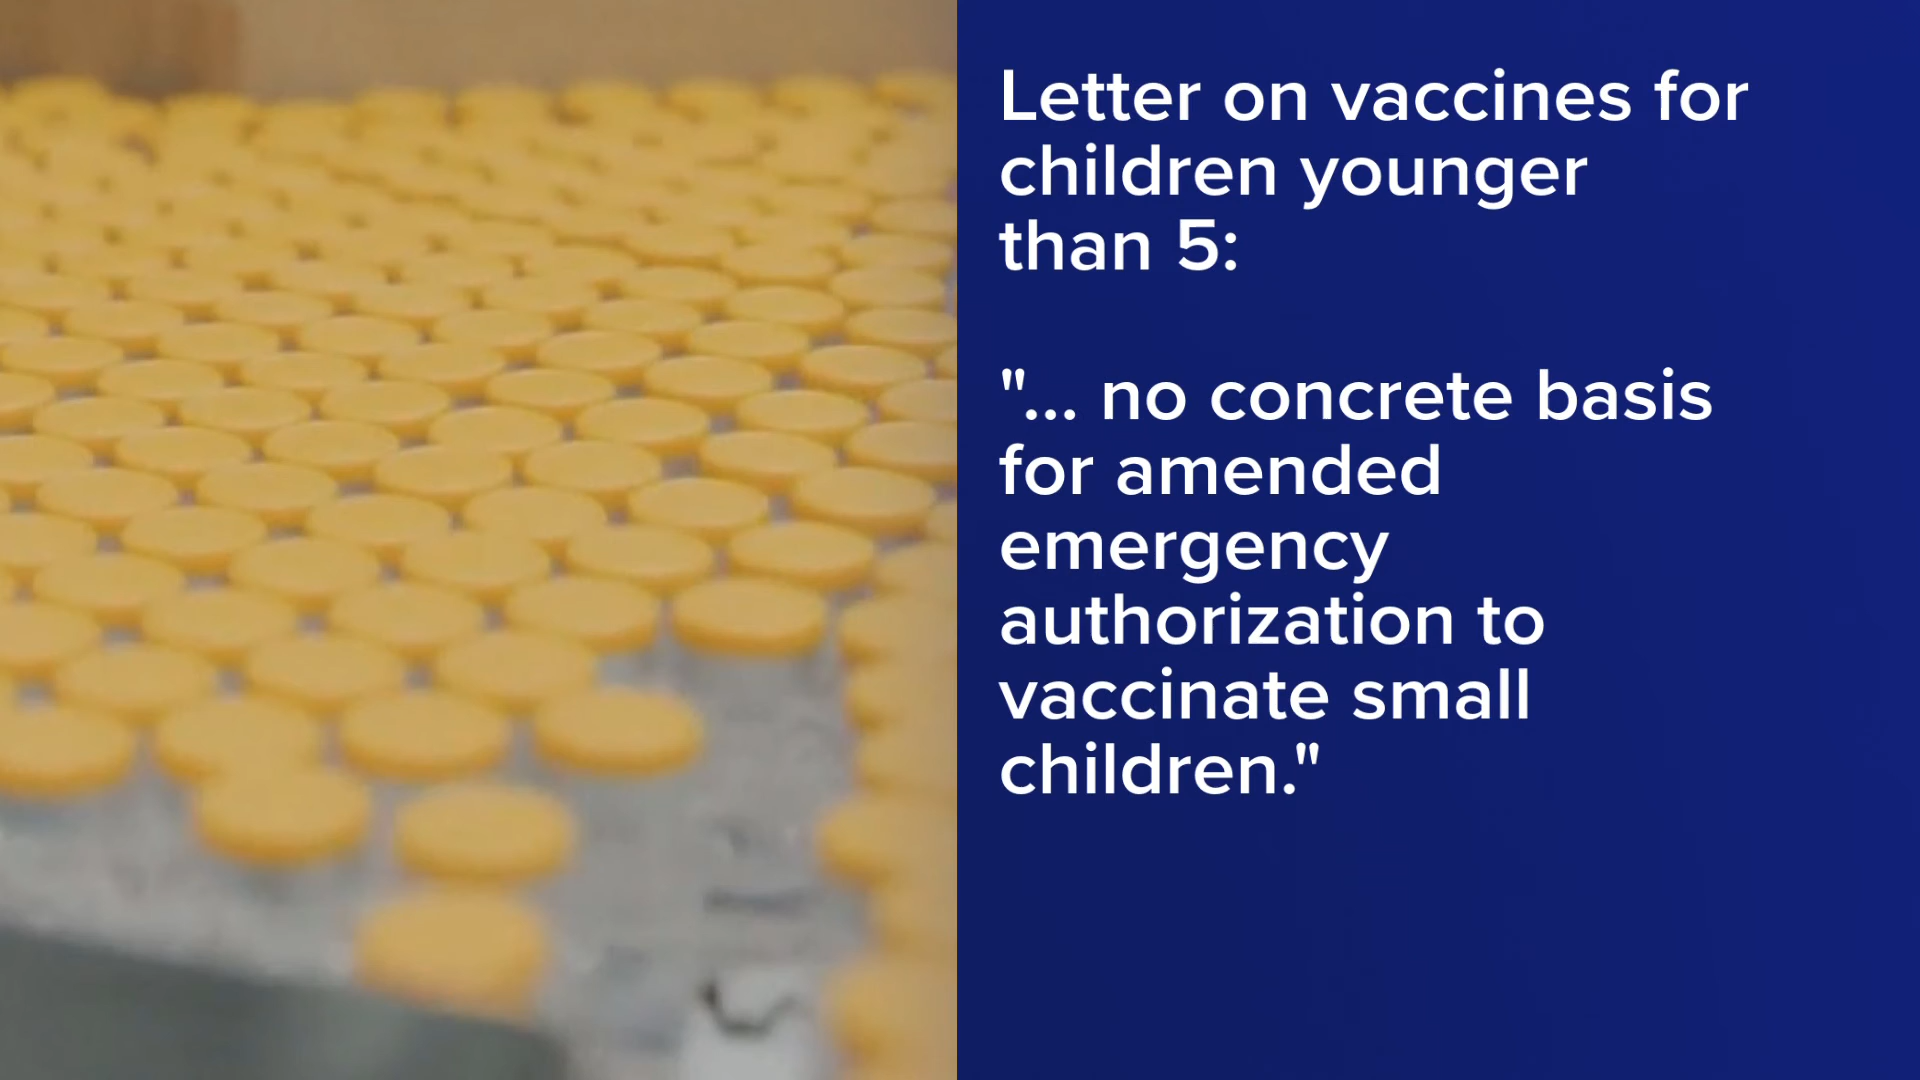 Letter on vaccines for
children younger
than 5:
"... no concrete basis
for amended
emergency
authorization to
vaccinate small
children."